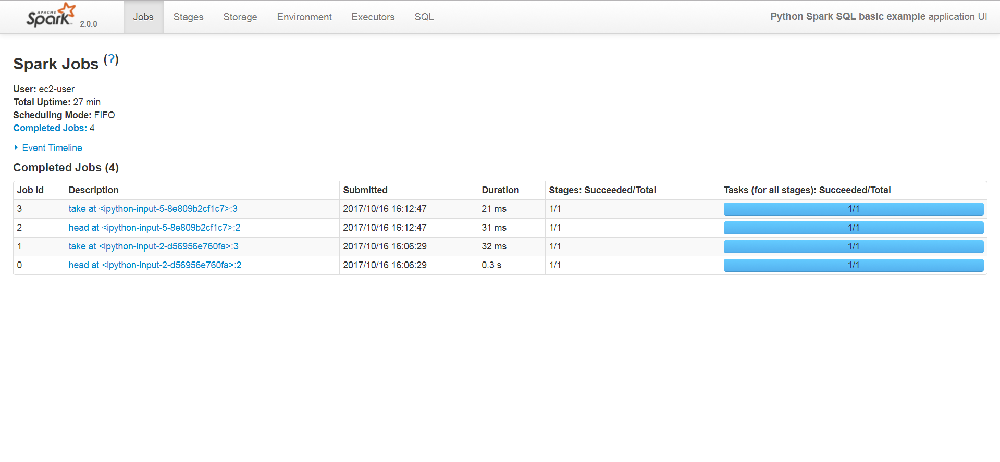 APACHE
Spark 2.0.0 Jobs Stages Storage Environment Executors SQL Python Spark SQL basic example application UI
Spark Jobs (?)
User: ec2-user
Total Uptime: 27 min
Scheduling Mode: FIFO
Completed Jobs: 4
Event Timeline
Completed Jobs (4)
Job Id Description Submitted Duration Stages: Succeeded/Total Tasks (for all stages): Succeeded/Total
3 take at <ipython-input-5-8e809b2cf1c7>:3 2017/10/16 16:12:47 21 ms 1/1 1/1
2 head at <ipython-input-5-8e809b2cf1c7>:2 2017/10/16 16:12:47 31 ms 1/1 1/1
1 take at <ipython-input-2-d56956e760fa>:3 2017/10/16 16:06:29 32 ms 1/1 1/1
0 head at <ipython-input-2-d56956e760fa>:2 2017/10/16 16:06:29 0.3 s 1/1 1/1